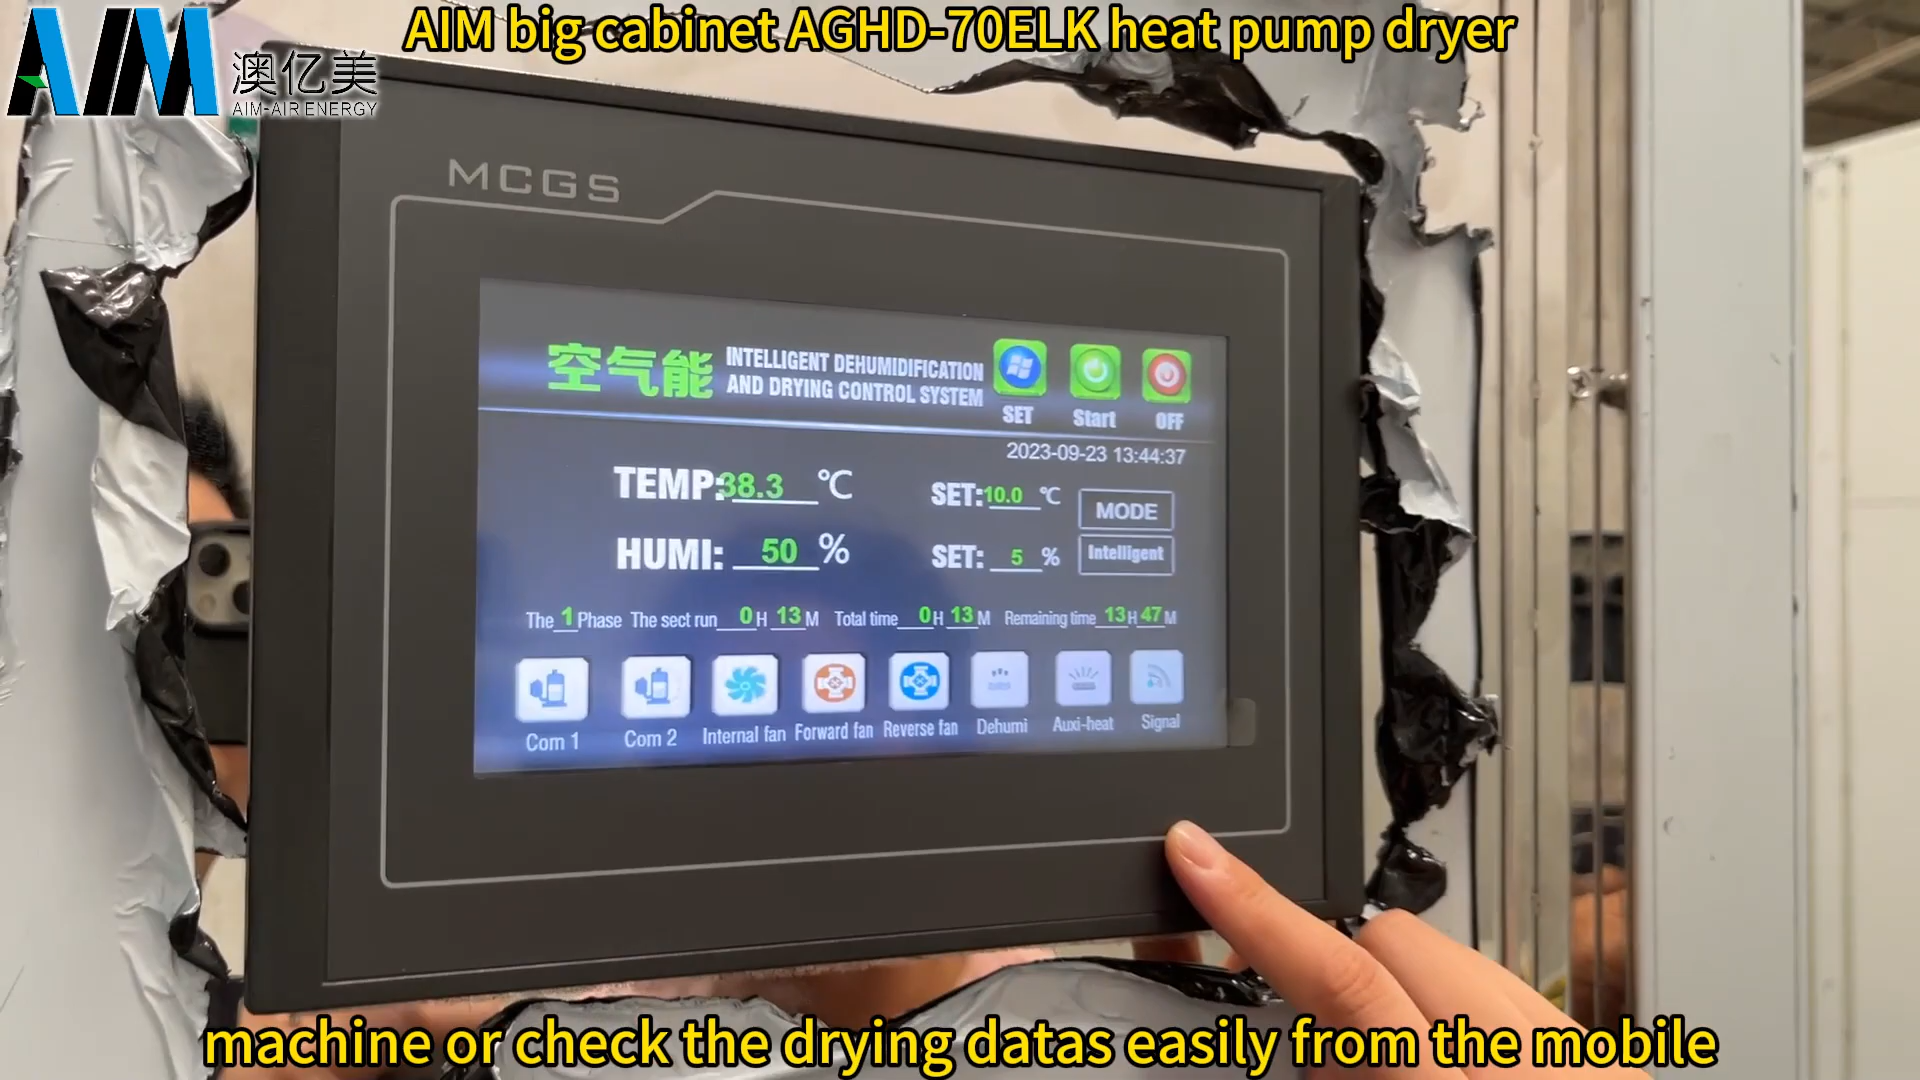 AIM big cabinet AGHD-70ELK heat pump dryer
AIM 澳亿美
AIM-AIR ENERGY
MCGS
空气能 INTELLIGENT DEHUMIDIFICATION
AND DRYING CONTROL SYSTEM
SET Start OFF
2023-09-23 13:44:37
TEMP:38.3 ℃ SET:10.0 ℃ MODE
HUMI: 50 % SET: 5 % Intelligent
The 1 Phase The sect run 0 H 13 M Total time 0 H 13 M Remaining time 13 H 47 M
Com 1 Com 2 Internal fan Forward fan Reverse fan Dehumi Auxi-heat Signal
machine or check the drying datas easily from the mobile